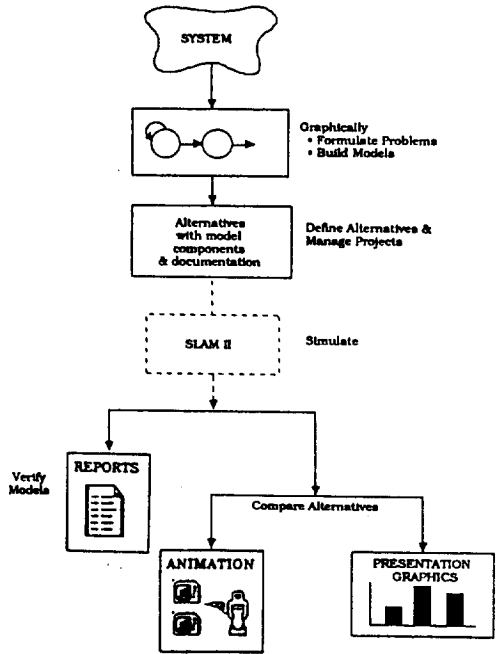 SYSTEM
Graphically
• Formulate Problems
• Build Models
Alternatives
with model
components
& documentation
Define Alternatives &
Manage Projects
SLAM II
Simulate
Verify
Models
REPORTS
Compare Alternatives
ANIMATION
PRESENTATION
GRAPHICS